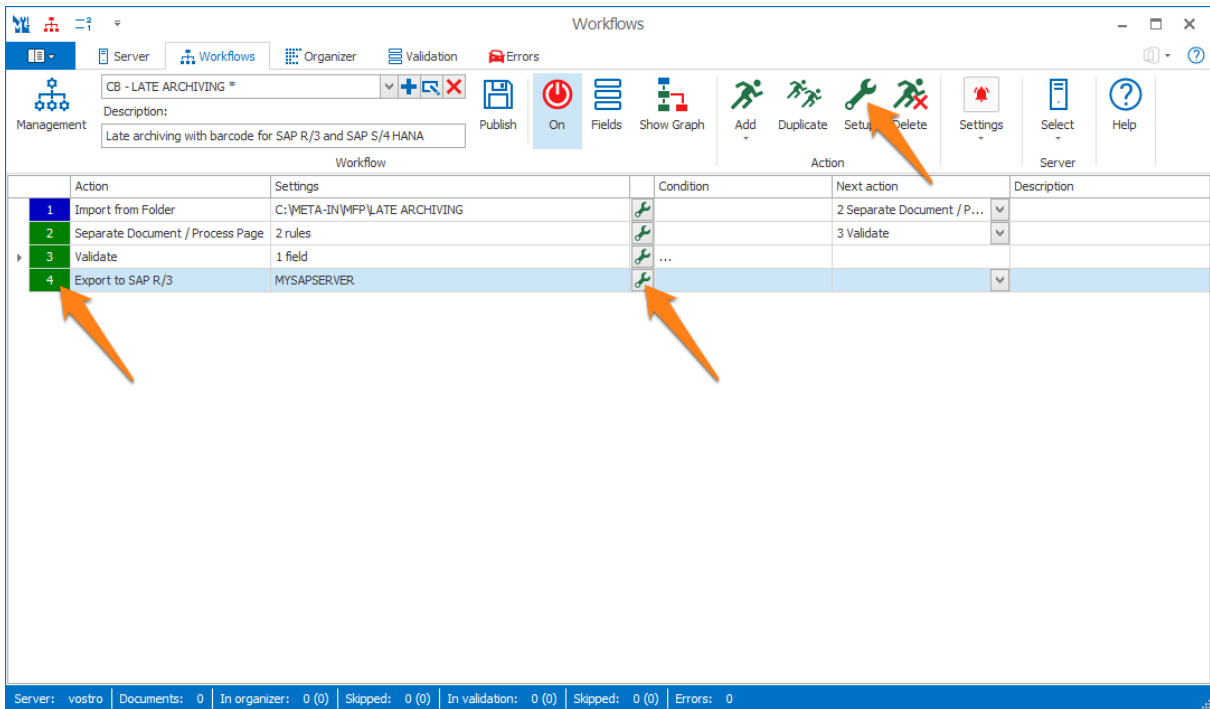 Workflows
Server Workflows Organizer Validation Errors
CB - LATE ARCHIVING *
Description:
Late archiving with barcode for SAP R/3 and SAP S/4 HANA
Management Publish On Fields Show Graph Add Duplicate Setup Delete Settings Select Help
Workflow Action Server
Action Settings Condition Next action Description
1 Import from Folder C:\META-IN\MFP\LATE ARCHIVING 2 Separate Document / P...
2 Separate Document / Process Page 2 rules 3 Validate
3 Validate 1 field ...
4 Export to SAP R/3 MYSAPSERVER
Server: vostro Documents: 0 In organizer: 0 (0) Skipped: 0 (0) In validation: 0 (0) Skipped: 0 (0) Errors: 0